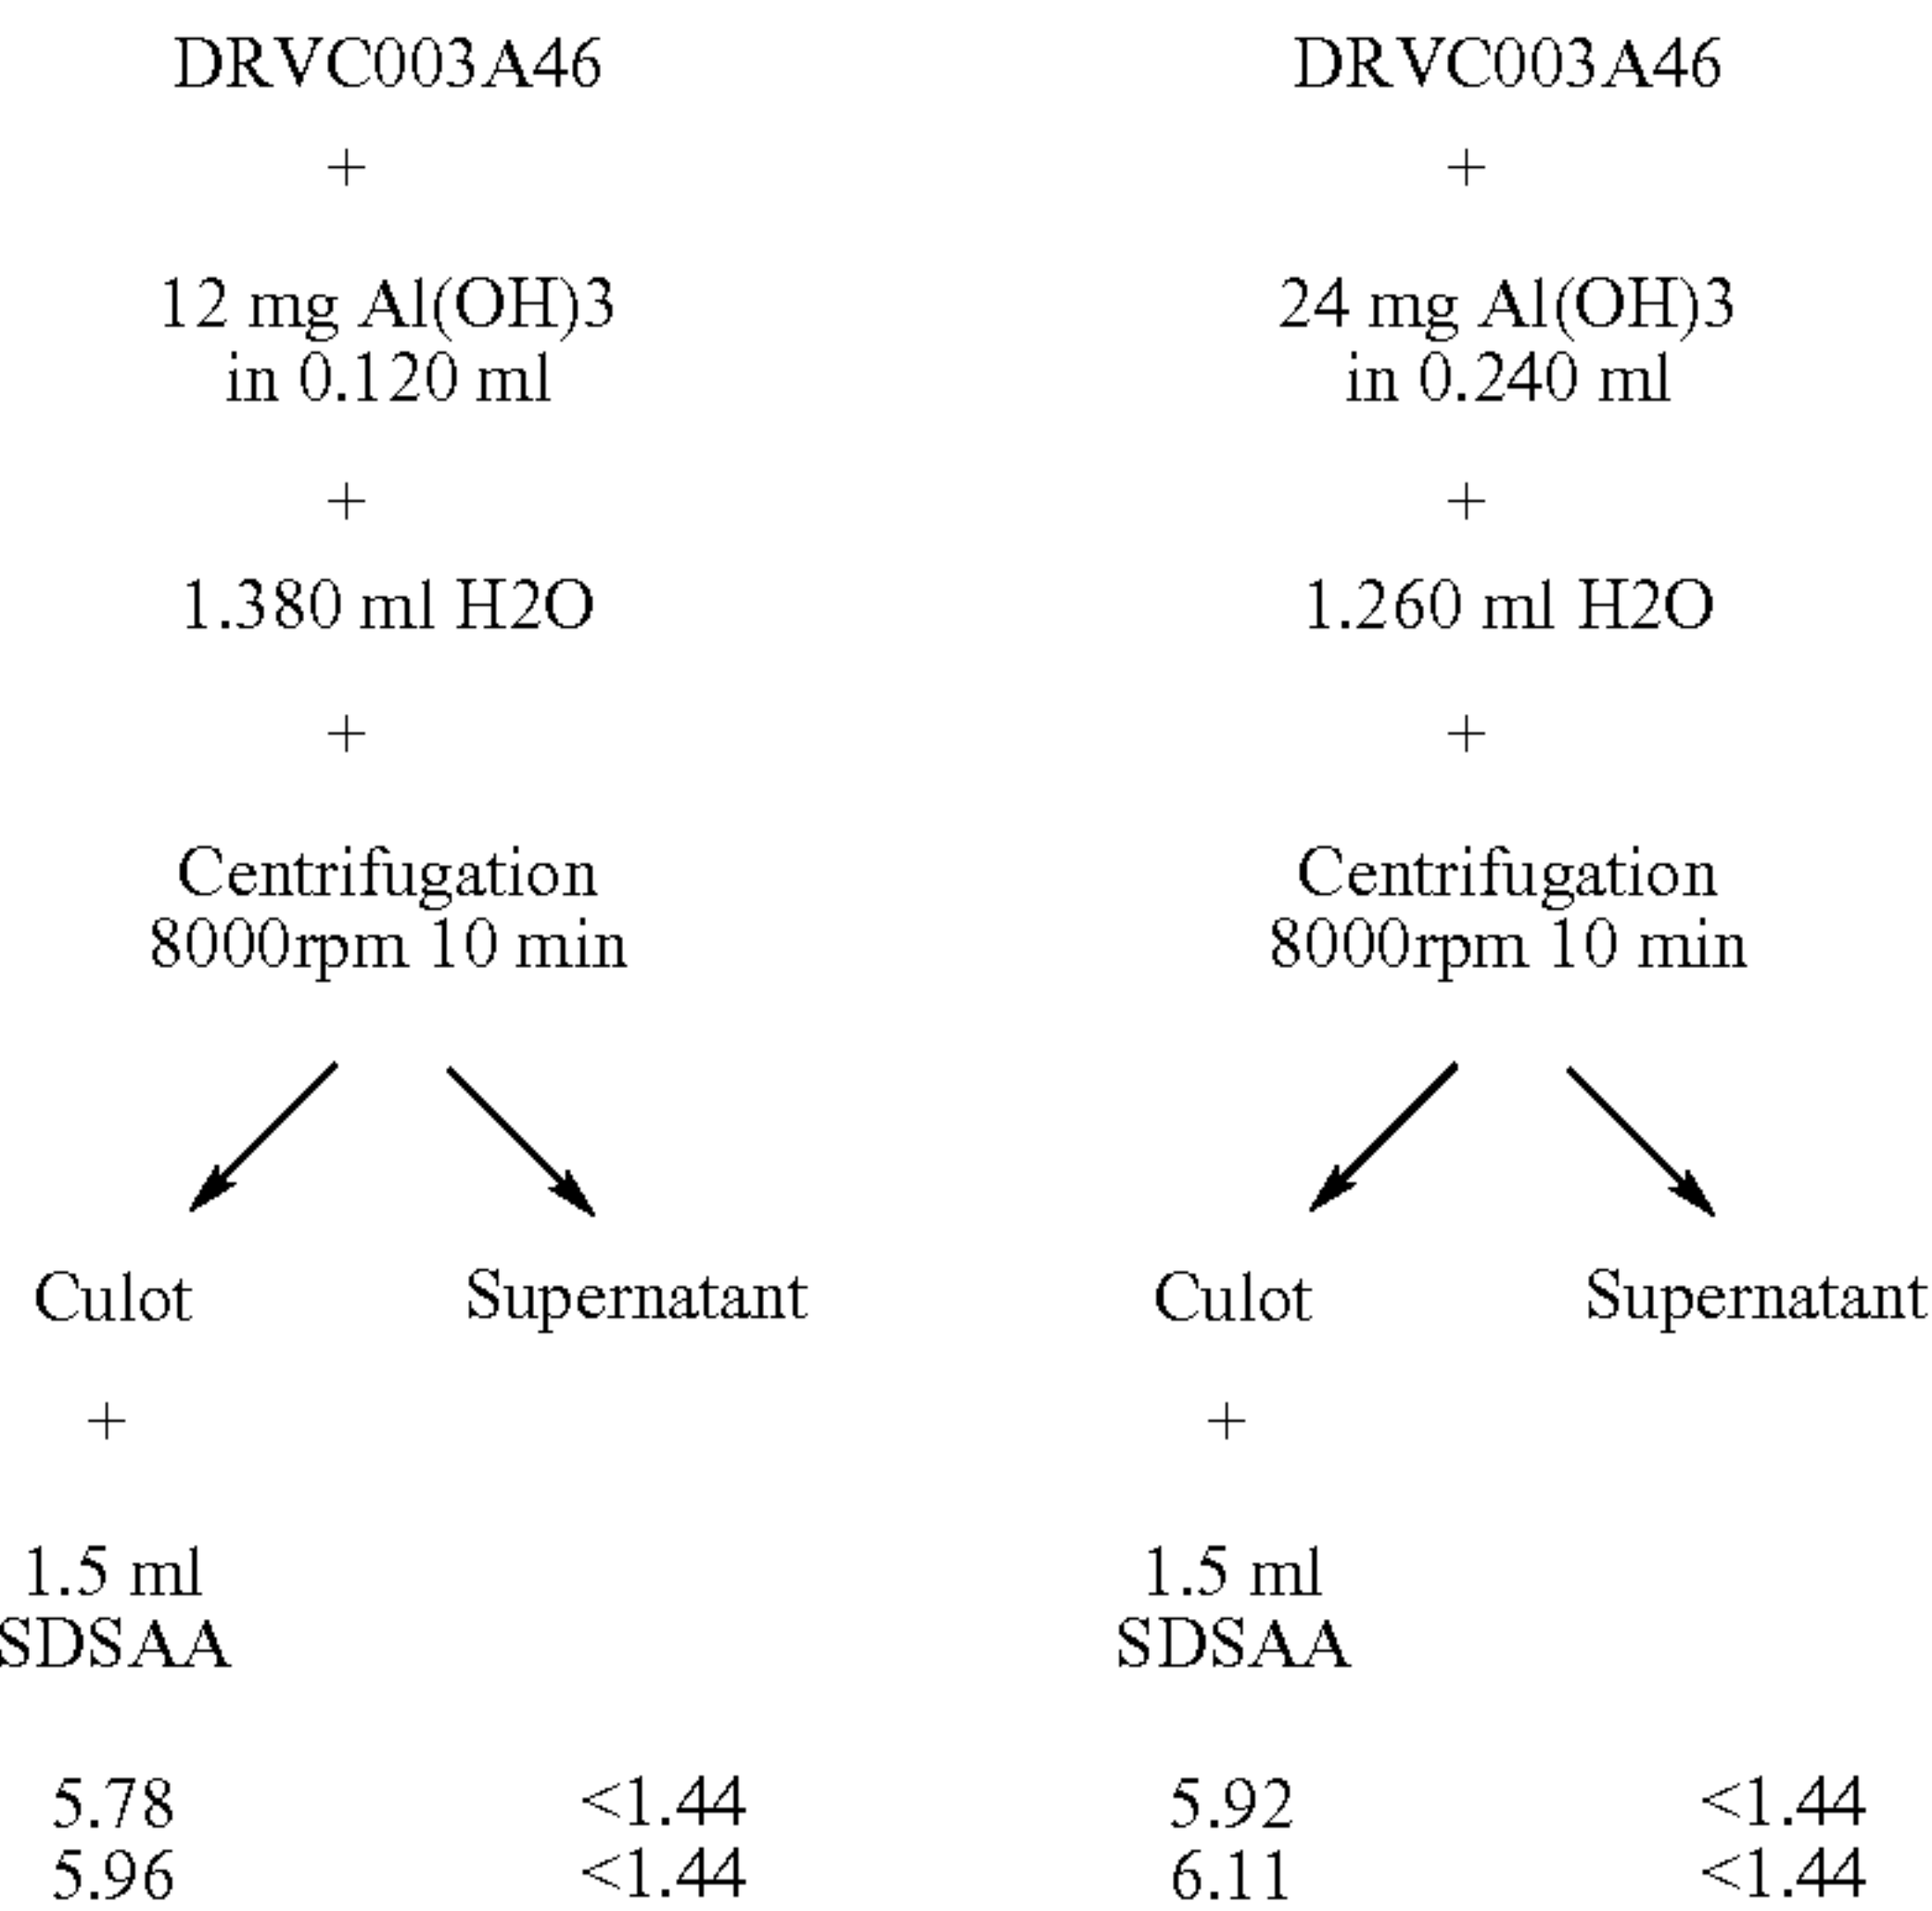 DRVC003A46
+
12 mg Al(OH)3
in 0.120 ml
+
1.380 ml H2O
+
Centrifugation
8000rpm 10 min
Culot Supernatant
+
1.5 ml
SDSAA
5.78 <1.44
5.96 <1.44
DRVC003A46
+
24 mg Al(OH)3
in 0.240 ml
+
1.260 ml H2O
+
Centrifugation
8000rpm 10 min
Culot Supernatant
+
1.5 ml
SDSAA
5.92 <1.44
6.11 <1.44